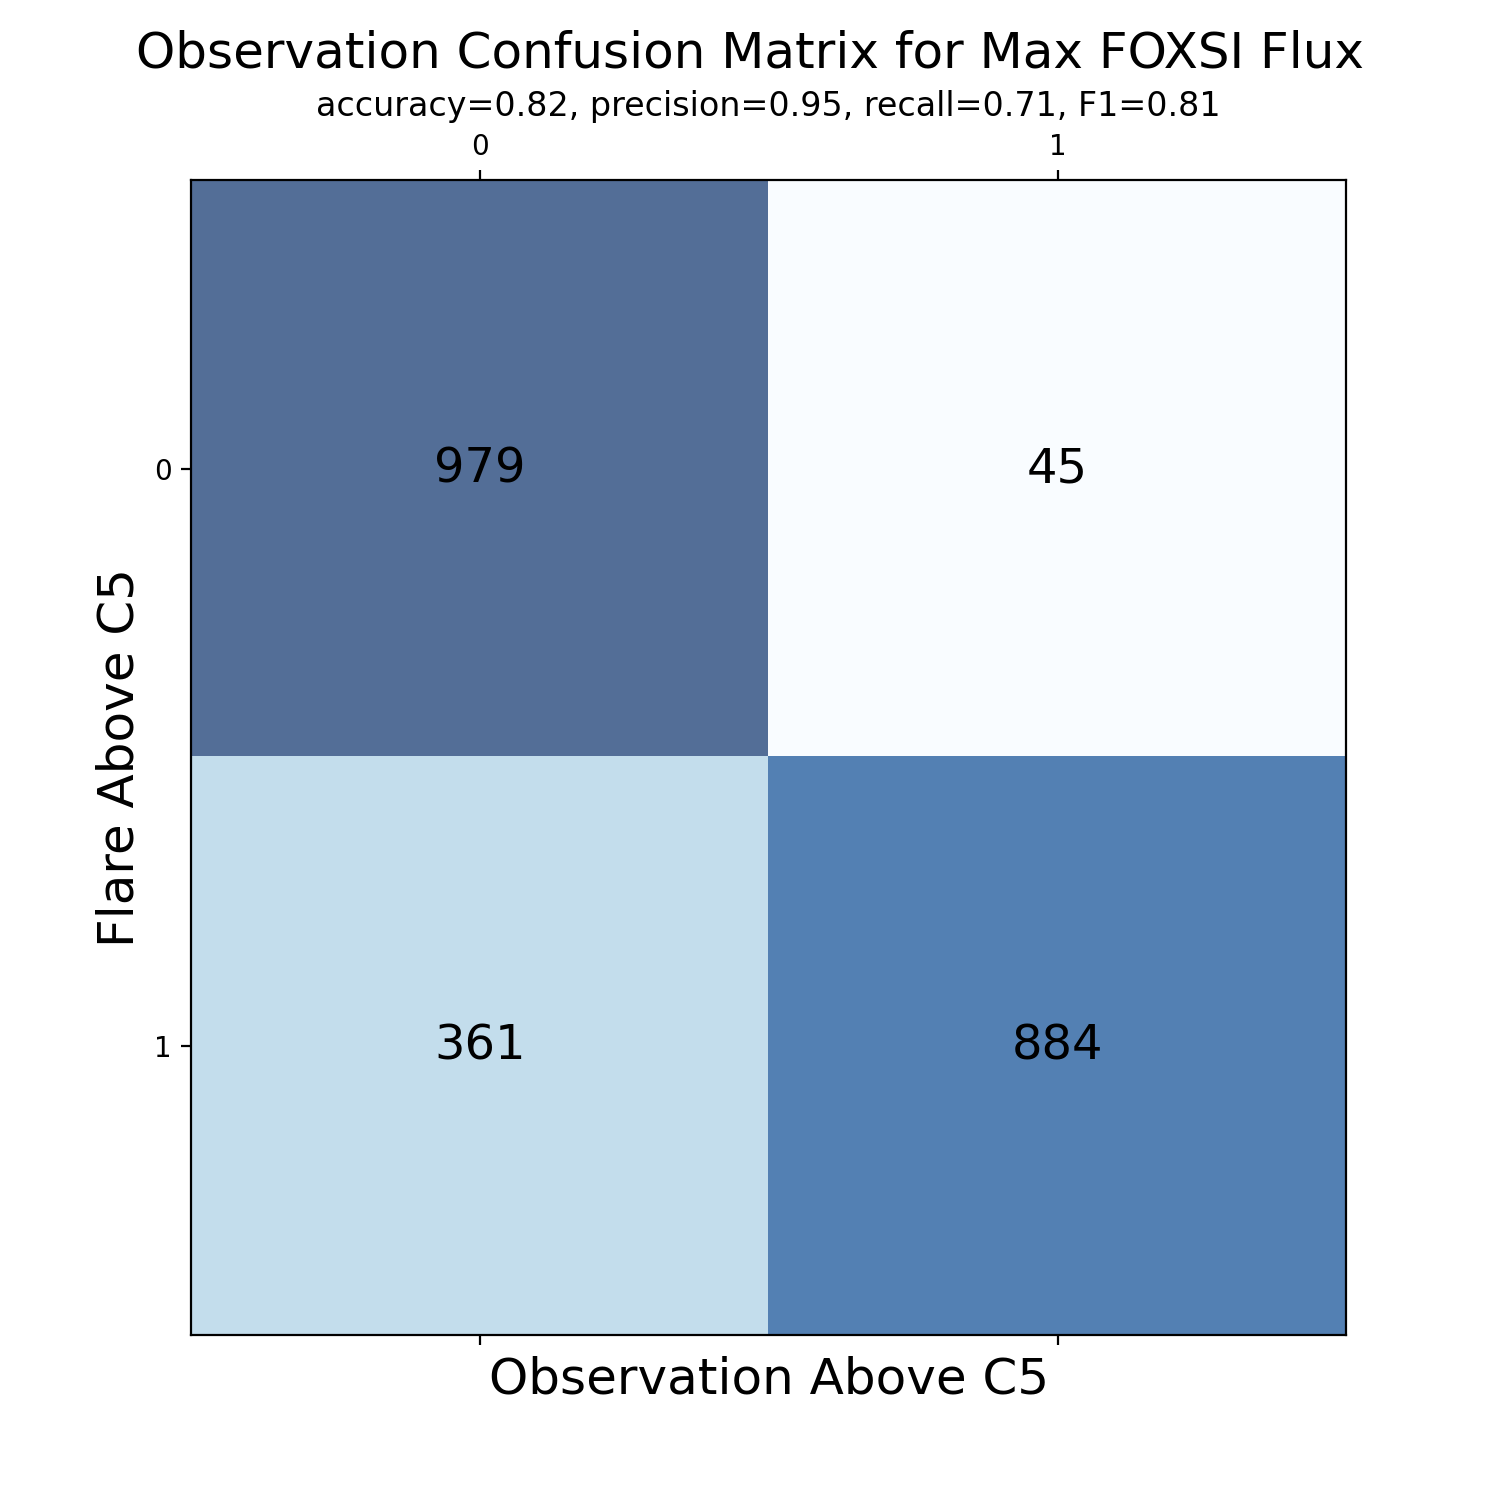 Observation Confusion Matrix for Max FOXSI Flux
accuracy=0.82, precision=0.95, recall=0.71, F1=0.81
0 1
0 979 45
Flare Above C5
1 361 884
Observation Above C5